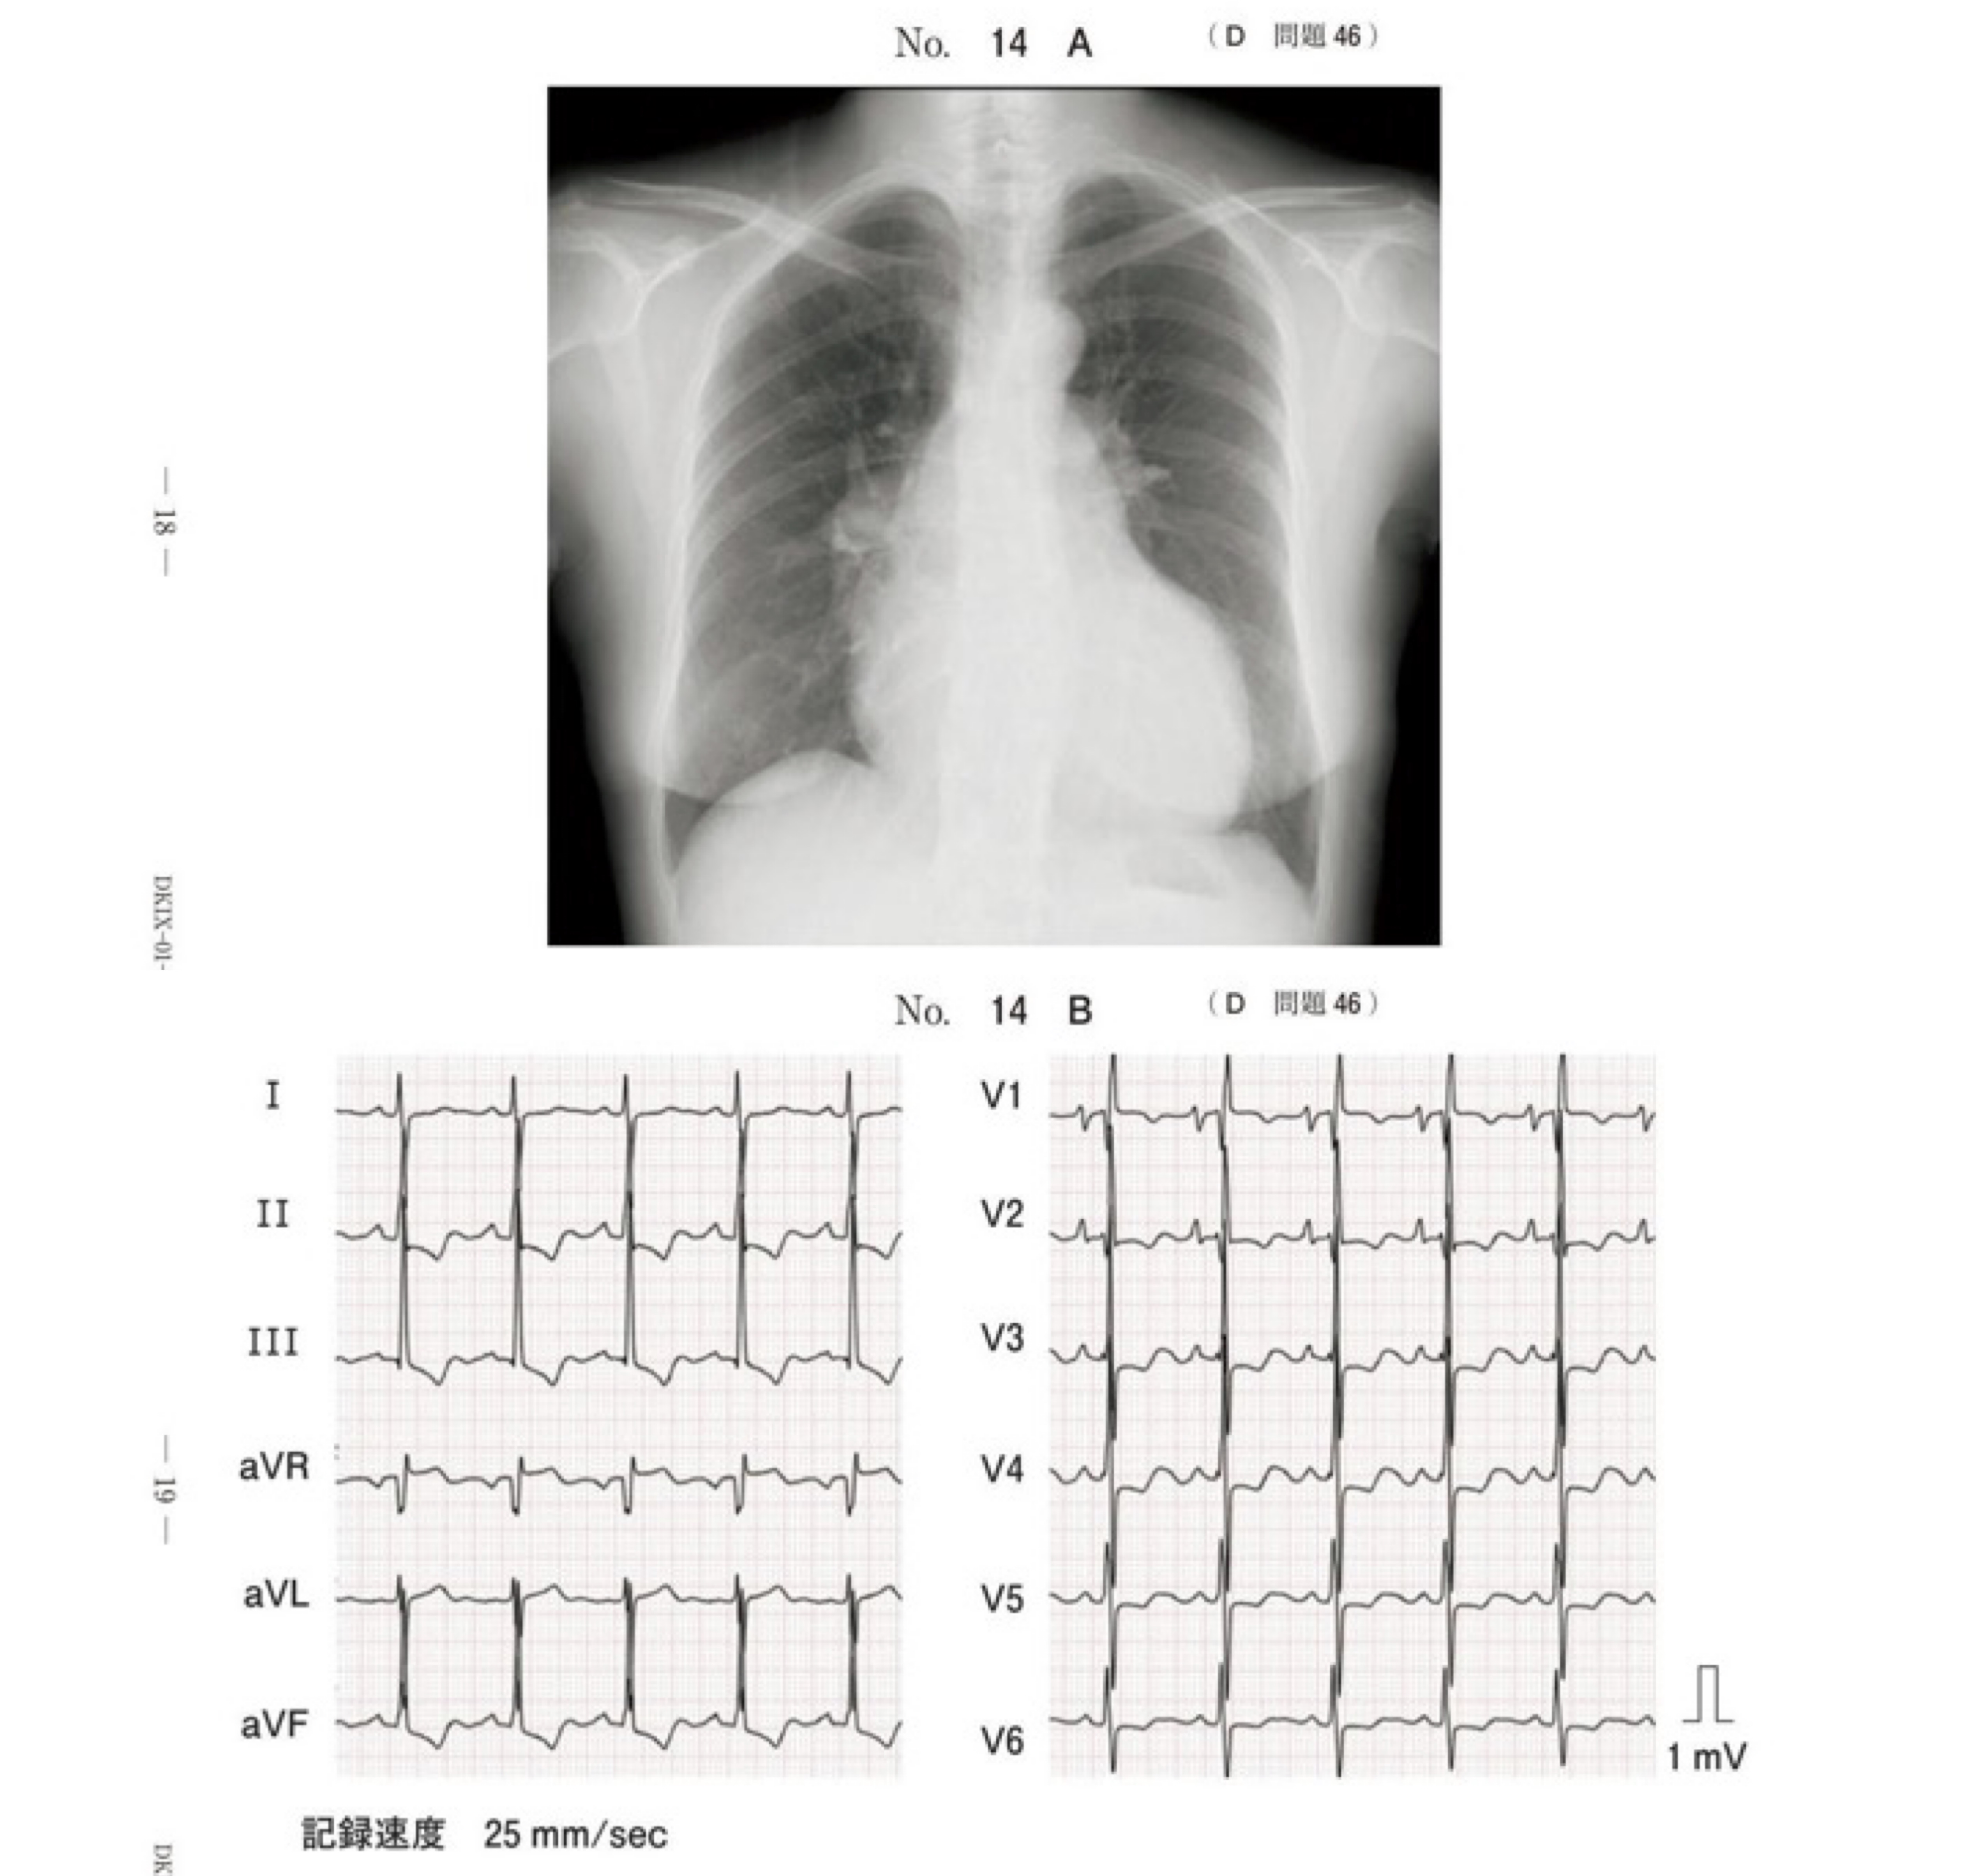 No. 14 A (D 問題 46)
— 18 —
DKIX-01-
No. 14 B (D 問題 46)
I
II
III
aVR
aVL
aVF
V1
V2
V3
V4
V5
V6
1 mV
— 19 —
記録速度 25 mm/sec
DK